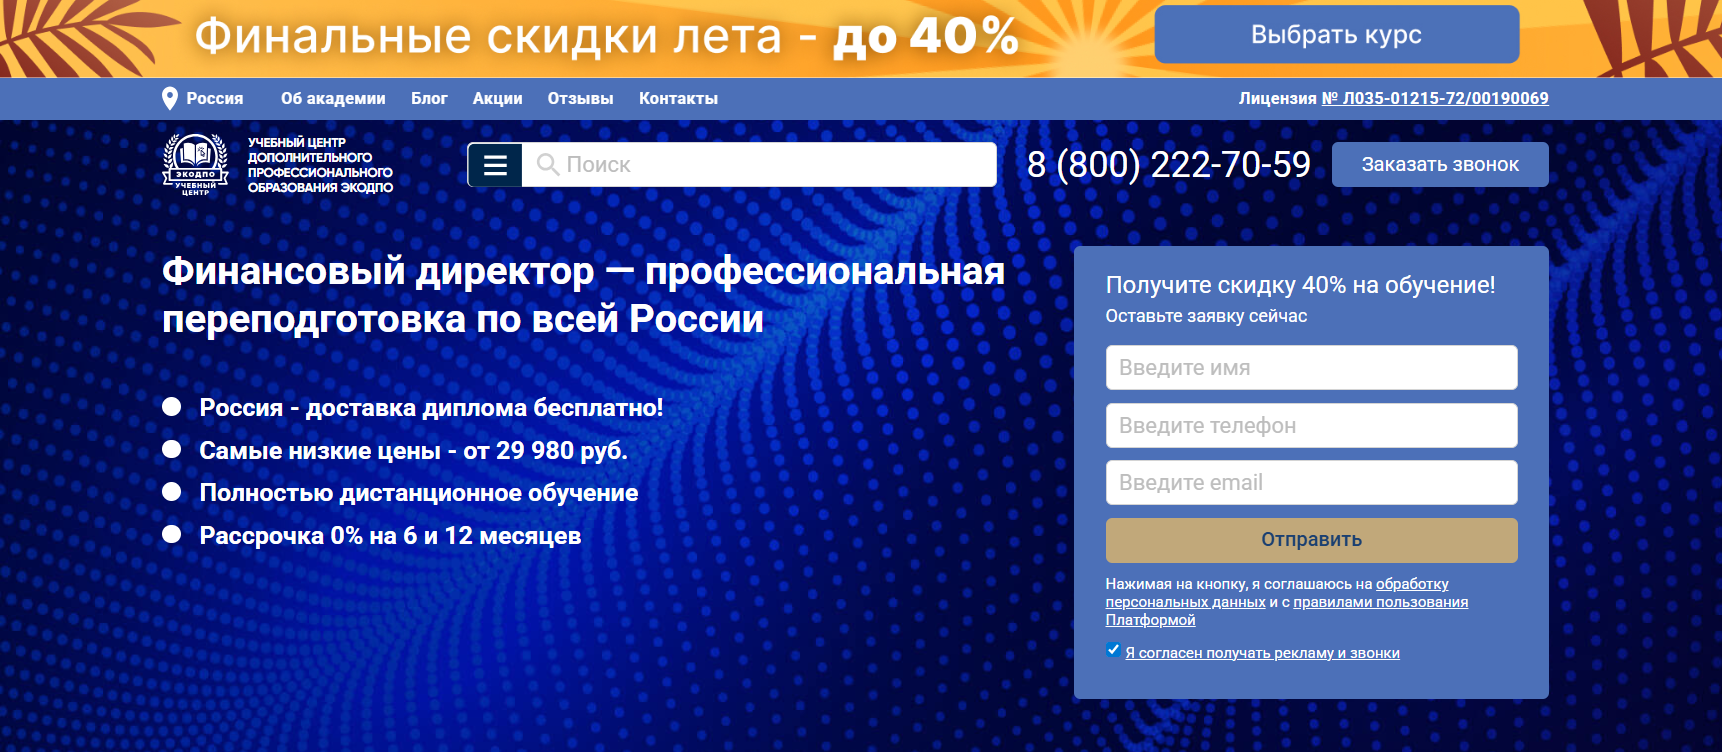 Финальные скидки лета - до 40%
Выбрать курс
Россия
Об академии
Блог
Акции
Отзывы
Контакты
Лицензия № Л035-01215-72/00190069
ЭКОДПО
УЧЕБНЫЙ
ЦЕНТР
УЧЕБНЫЙ ЦЕНТР
ДОПОЛНИТЕЛЬНОГО
ПРОФЕССИОНАЛЬНОГО
ОБРАЗОВАНИЯ ЭКОДПО
Поиск
8 (800) 222-70-59
Заказать звонок
Финансовый директор — профессиональная
переподготовка по всей России
Россия - доставка диплома бесплатно!
Самые низкие цены - от 29 980 руб.
Полностью дистанционное обучение
Рассрочка 0% на 6 и 12 месяцев
Получите скидку 40% на обучение!
Оставьте заявку сейчас
Введите имя
Введите телефон
Введите email
Отправить
Нажимая на кнопку, я соглашаюсь на обработку
персональных данных и с правилами пользования
Платформой
Я согласен получать рекламу и звонки